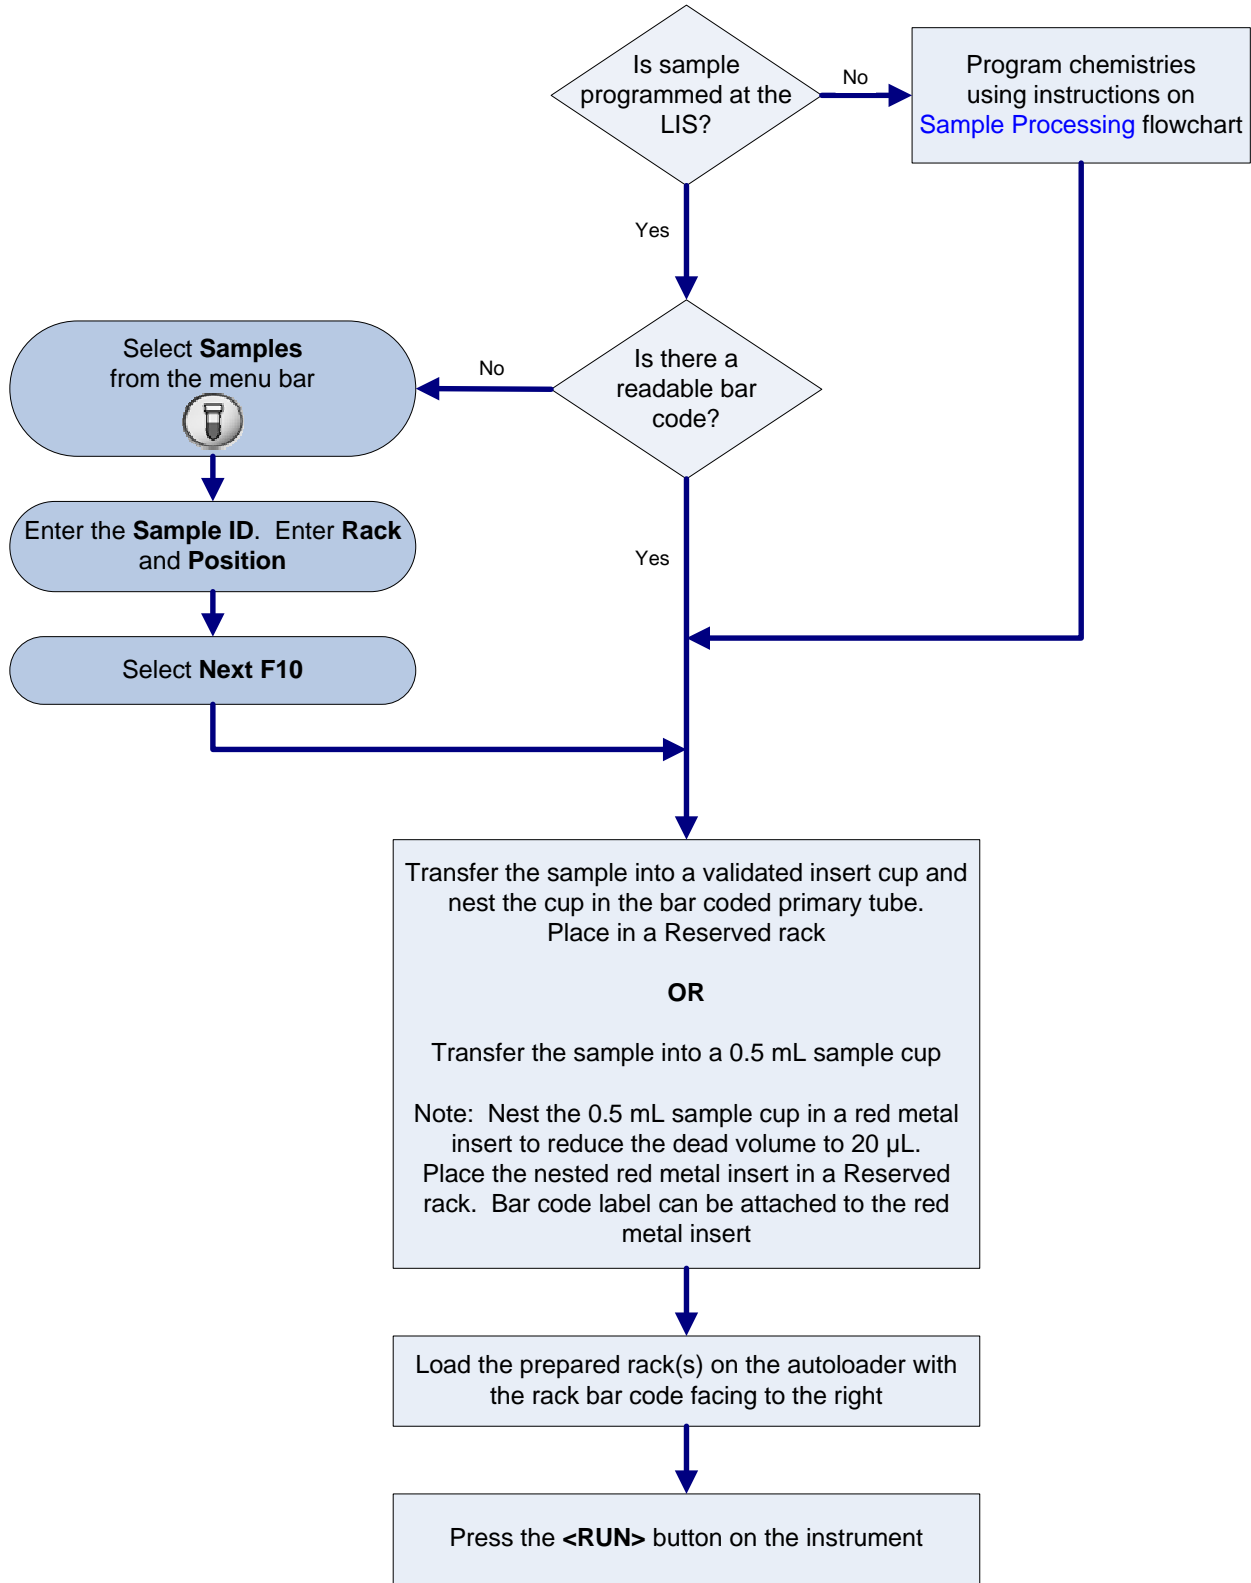 Is sample
programmed at the
LIS?
No
Program chemistries
using instructions on
Sample Processing flowchart
Yes
Select Samples
from the menu bar
No
Is there a
readable bar
code?
Enter the Sample ID.  Enter Rack
and Position
Yes
Select Next F10
Transfer the sample into a validated insert cup and
nest the cup in the bar coded primary tube.
Place in a Reserved rack
OR
Transfer the sample into a 0.5 mL sample cup
Note:  Nest the 0.5 mL sample cup in a red metal
insert to reduce the dead volume to 20 µL.
Place the nested red metal insert in a Reserved
rack.  Bar code label can be attached to the red
metal insert
Load the prepared rack(s) on the autoloader with
the rack bar code facing to the right
Press the <RUN> button on the instrument